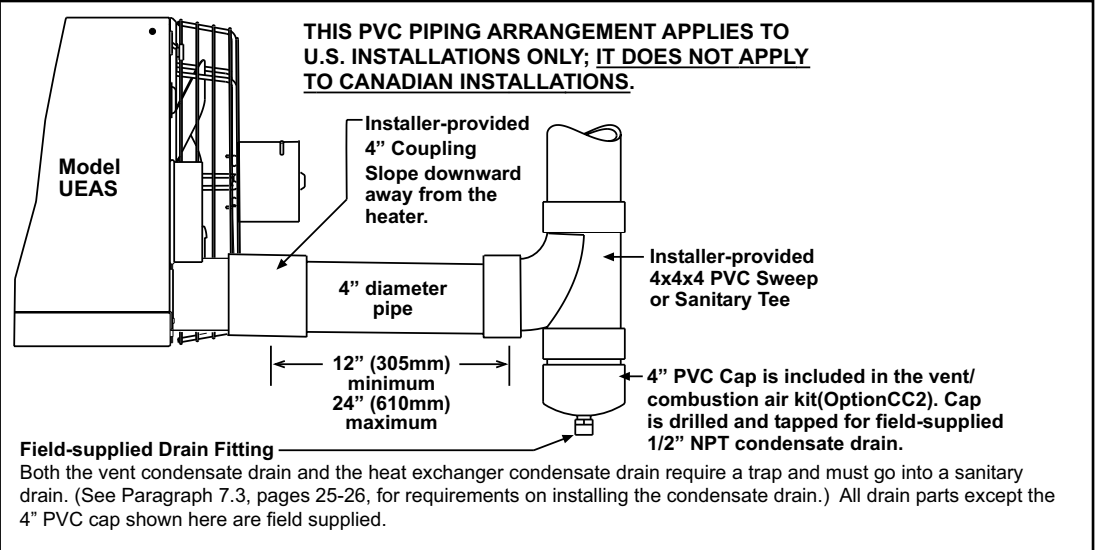 THIS PVC PIPING ARRANGEMENT APPLIES TO
U.S. INSTALLATIONS ONLY; IT DOES NOT APPLY
TO CANADIAN INSTALLATIONS.
Model
UEAS
Installer-provided
4” Coupling
Slope downward
away from the
heater.
4” diameter
pipe
Installer-provided
4x4x4 PVC Sweep
or Sanitary Tee
12” (305mm)
minimum
24” (610mm)
maximum
4” PVC Cap is included in the vent/
combustion air kit(OptionCC2). Cap
is drilled and tapped for field-supplied
1/2” NPT condensate drain.
Field-supplied Drain Fitting
Both the vent condensate drain and the heat exchanger condensate drain require a trap and must go into a sanitary
drain. (See Paragraph 7.3, pages 25-26, for requirements on installing the condensate drain.) All drain parts except the
4” PVC cap shown here are field supplied.